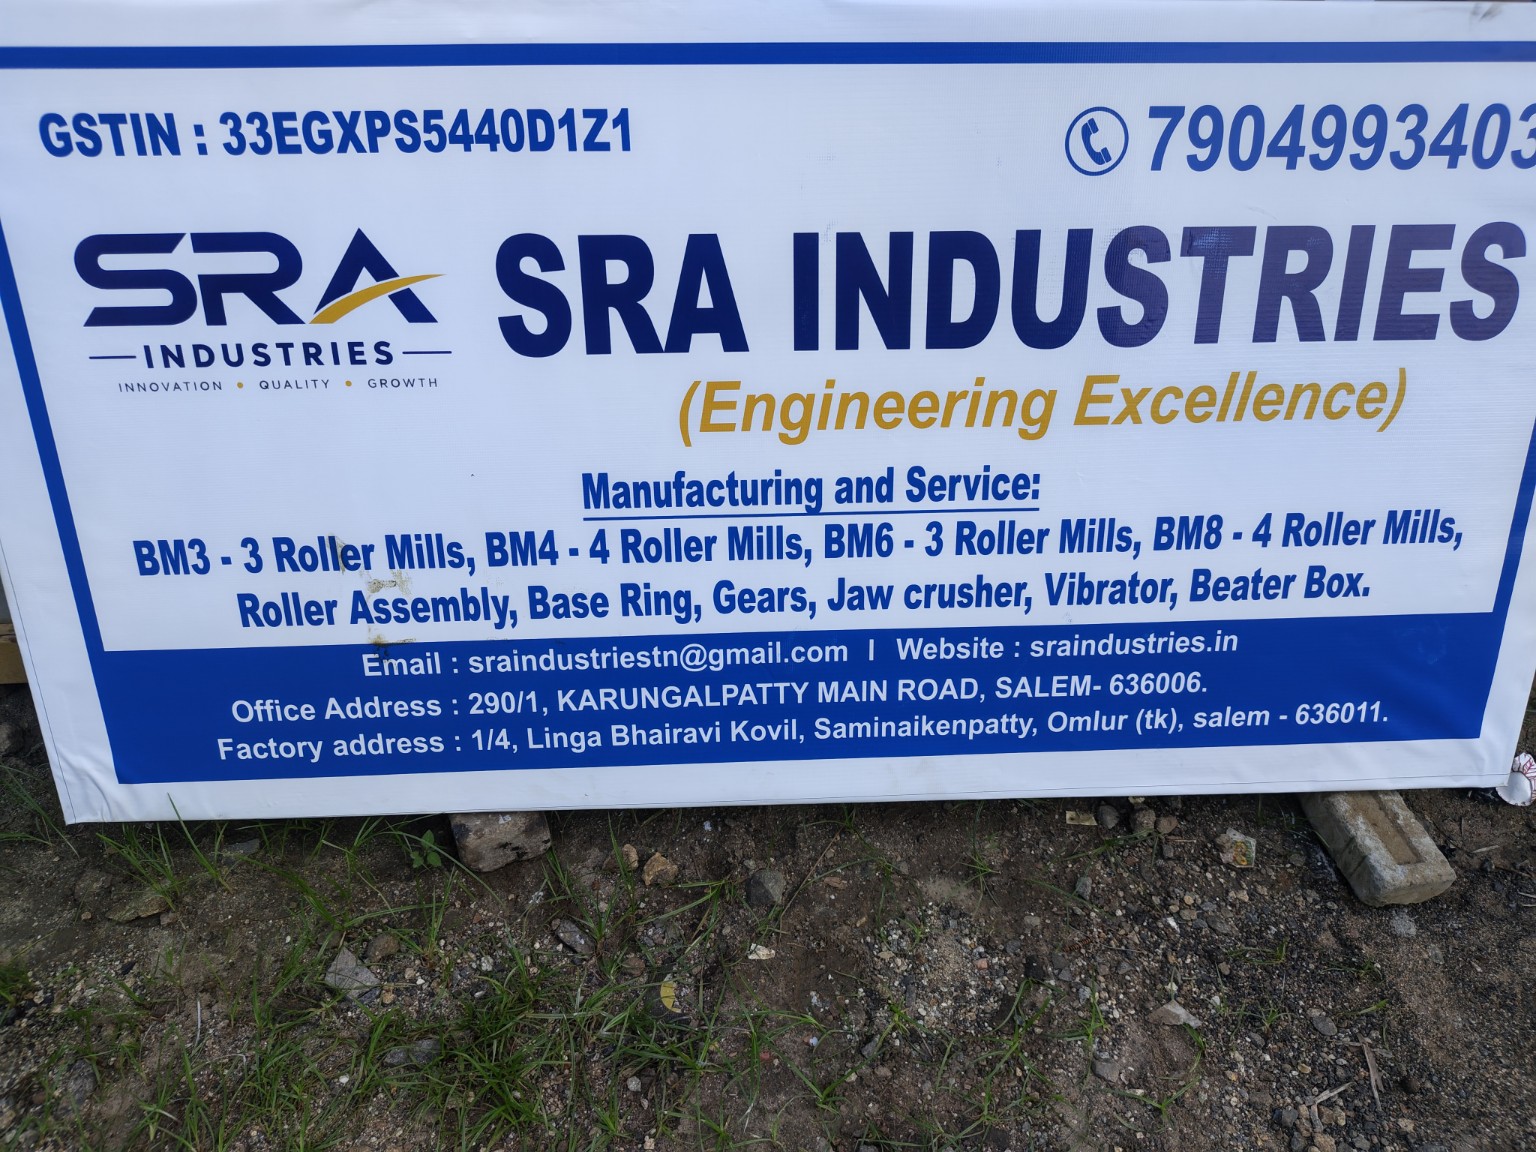 GSTIN : 33EGXPS5440D1Z1
7904993403
SRA
INDUSTRIES
INNOVATION • QUALITY • GROWTH
SRA INDUSTRIES
(Engineering Excellence)
Manufacturing and Service:
BM3 - 3 Roller Mills, BM4 - 4 Roller Mills, BM6 - 3 Roller Mills, BM8 - 4 Roller Mills,
Roller Assembly, Base Ring, Gears, Jaw crusher, Vibrator, Beater Box.
Email : sraindustriestn@gmail.com I Website : sraindustries.in
Office Address : 290/1, KARUNGALPATTY MAIN ROAD, SALEM- 636006.
Factory address : 1/4, Linga Bhairavi Kovil, Saminaikenpatty, Omlur (tk), salem - 636011.